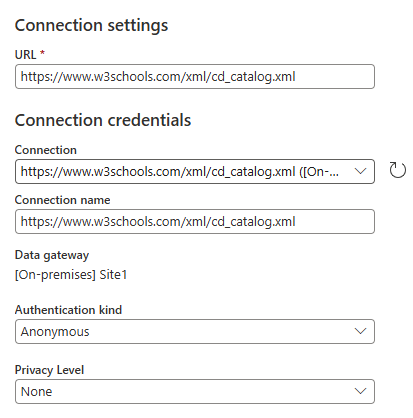 Connection settings
URL *
https://www.w3schools.com/xml/cd_catalog.xml
Connection credentials
Connection
https://www.w3schools.com/xml/cd_catalog.xml ([On-...
Connection name
https://www.w3schools.com/xml/cd_catalog.xml
Data gateway
[On-premises] Site1
Authentication kind
Anonymous
Privacy Level
None